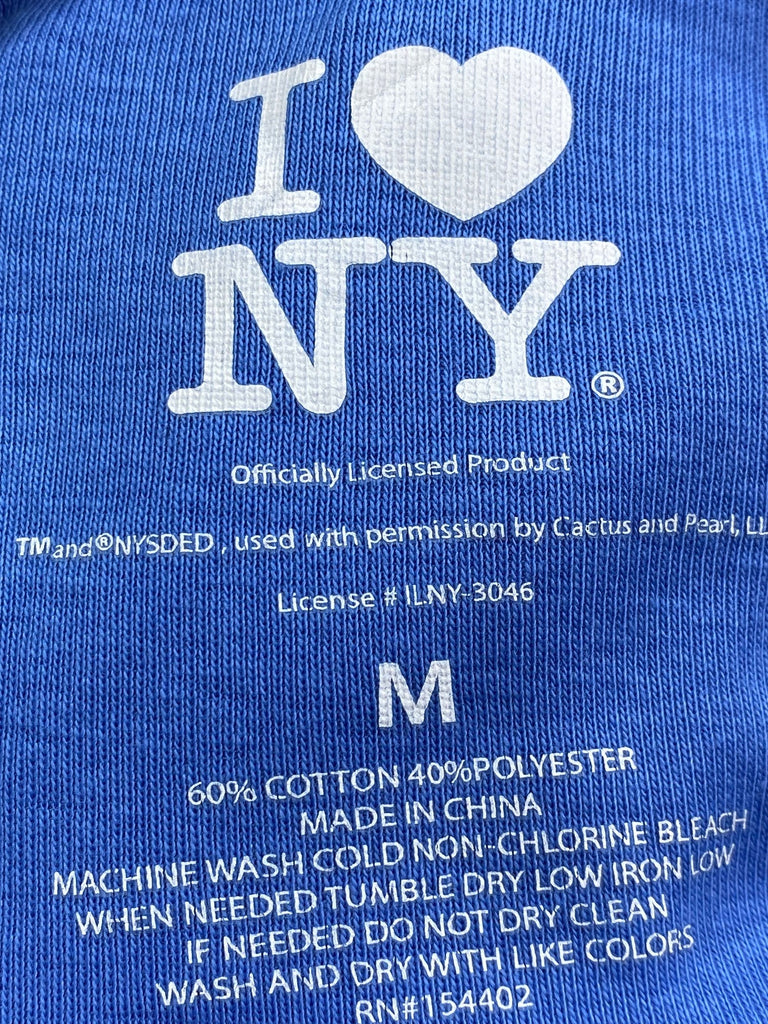 I ♥
NY®
Officially Licensed Product
TM and ® NYSDED , used with permission by Cactus and Pearl, LL
License # ILNY-3046
M
60% COTTON 40%POLYESTER
MADE IN CHINA
MACHINE WASH COLD NON-CHLORINE BLEACH
WHEN NEEDED TUMBLE DRY LOW IRON LOW
IF NEEDED DO NOT DRY CLEAN
WASH AND DRY WITH LIKE COLORS
RN#154402